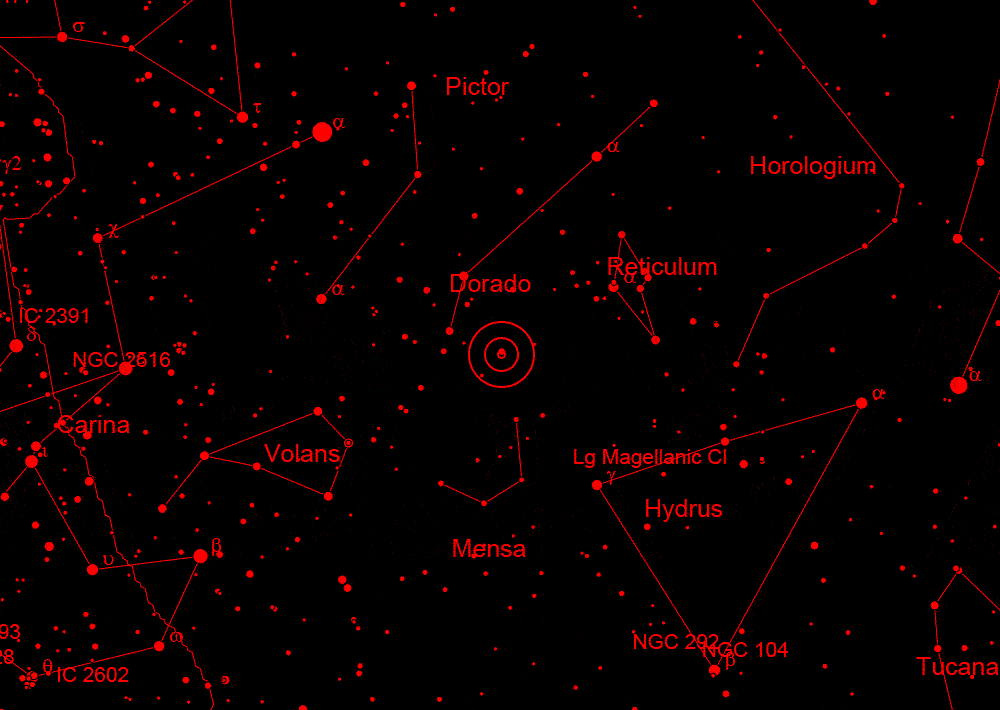 σ
Pictor
τ
α
α
γ2
Horologium
χ
Reticulum
α
Dorado
α
IC 2391
δ
NGC 2516
α
α
Carina
Volans
ι
Lg Magellanic Cl
γ
Hydrus
β
Mensa
υ
ω
NGC 292
NGC 104
β
θ
IC 2602
Tucana